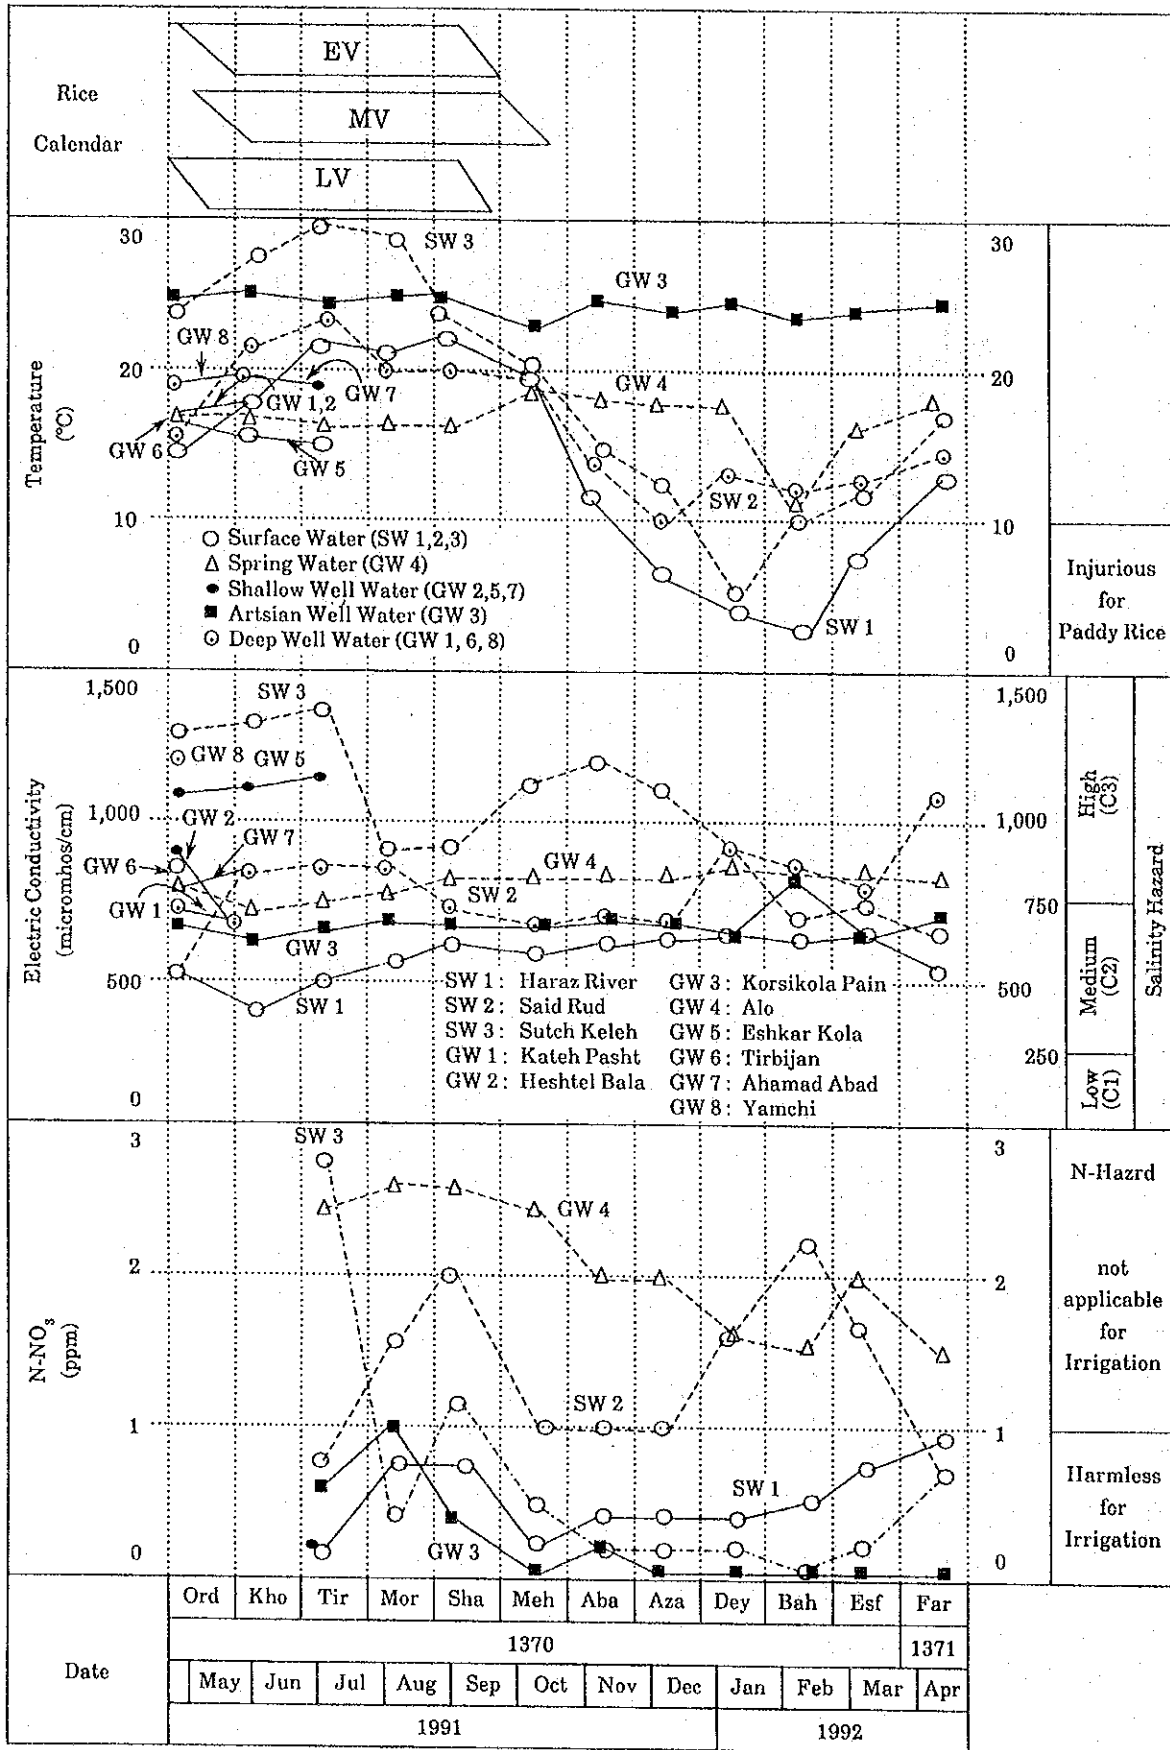 EV
Rice
MV
Calendar
LV
30
SW 3
30
GW 3
GW 8
20
20
GW 7
GW 4
GW 1,2
GW 6
GW 5
Temperature
(°C)
SW 2
10
10
○ Surface Water (SW 1,2,3)
△ Spring Water (GW 4)
● Shallow Well Water (GW 2,5,7)
■ Artsian Well Water (GW 3)
⊙ Deep Well Water (GW 1, 6, 8)
Injurious
for
Paddy Rice
SW 1
0
0
1,500
SW 3
1,500
GW 8
GW 5
1,000
1,000
GW 2
GW 7
GW 6
GW 4
GW 1
SW 2
750
GW 3
Electric Conductivity
(micromhos/cm)
High
(C3)
Medium
(C2)
Low
(C1)
Salinity Hazard
500
SW 1
500
SW 1: Haraz River GW 3: Korsikola Pain
SW 2: Said Rud GW 4: Alo
SW 3: Sutch Keleh GW 5: Eshkar Kola
GW 1: Kateh Pasht GW 6: Tirbijan
GW 2: Heshtel Bala GW 7: Ahamad Abad
GW 8: Yamchi
250
0
3
SW 3
3
N-Hazrd
GW 4
2
2
not
applicable
for
Irrigation
N-NO3
(ppm)
SW 2
1
1
SW 1
Harmless
for
Irrigation
GW 3
0
0
Ord Kho Tir Mor Sha Meh Aba Aza Dey Bah Esf Far
1370 1371
Date
May Jun Jul Aug Sep Oct Nov Dec Jan Feb Mar Apr
1991 1992